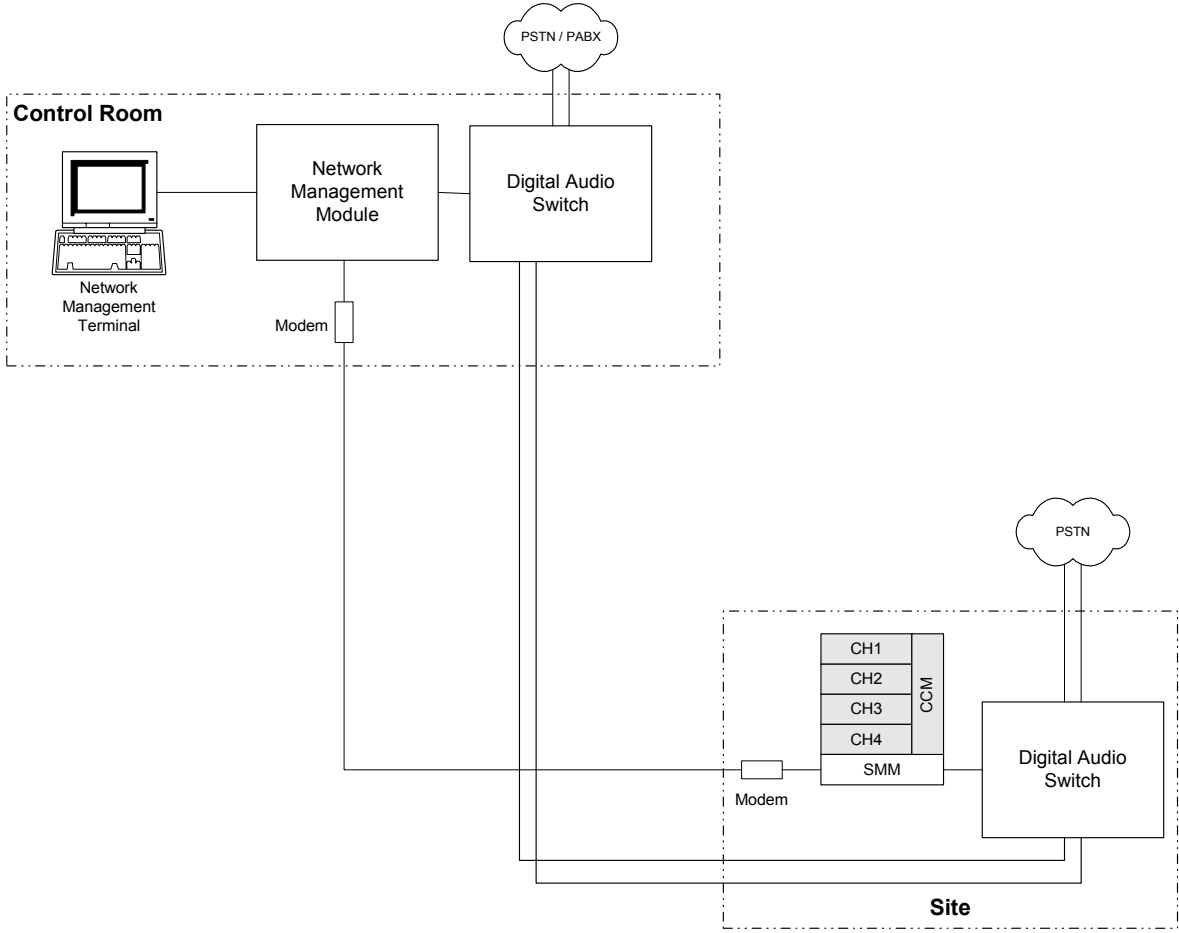 PSTN / PABX
Control Room
Network
Management
Module
Digital Audio
Switch
Network
Management
Terminal
Modem
PSTN
CH1
CH2
CH3
CH4
CCM
SMM
Digital Audio
Switch
Modem
Site